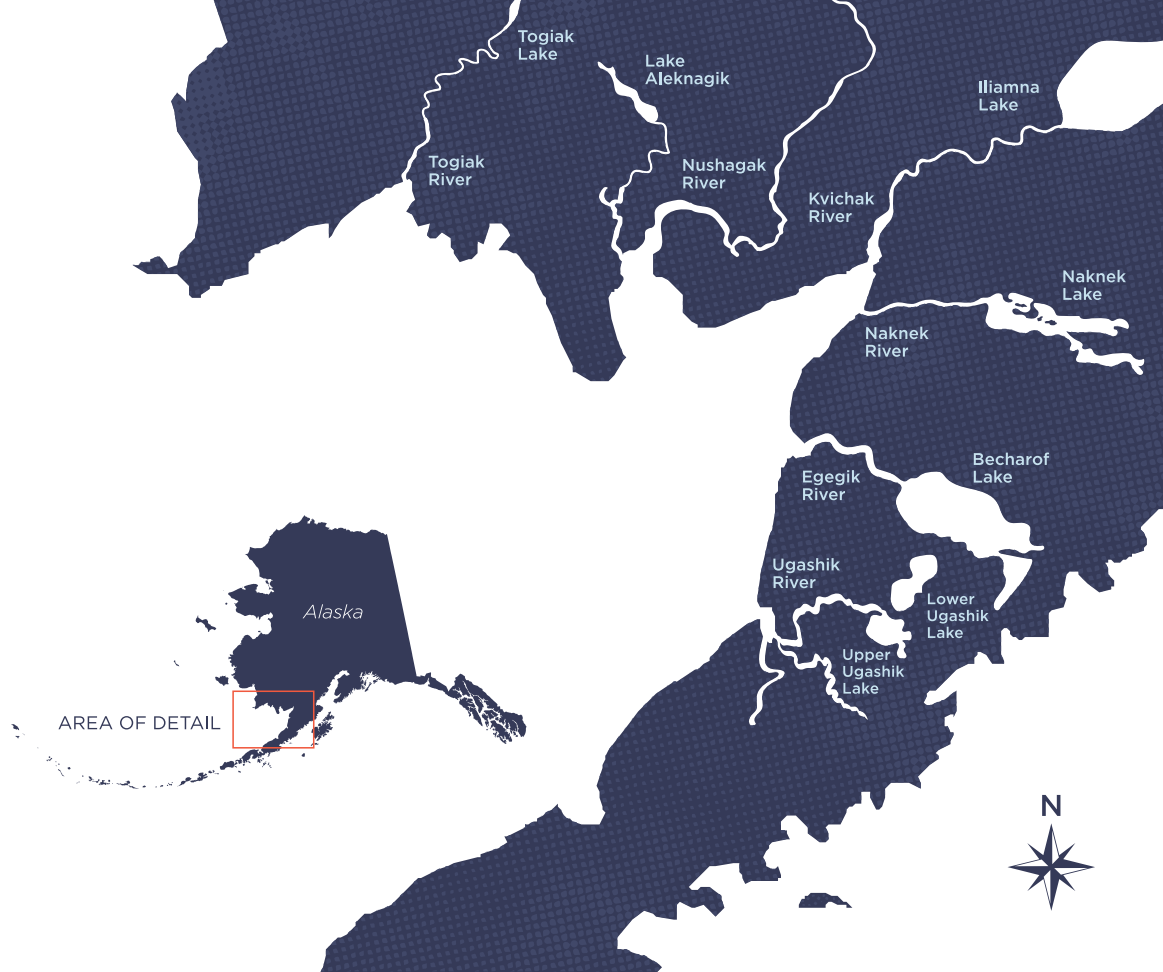 Togiak
Lake
Lake
Aleknagik
Iliamna
Lake
Togiak
River
Nushagak
River
Kvichak
River
Naknek
Lake
Naknek
River
Becharof
Lake
Egegik
River
Ugashik
River
Lower
Ugashik
Lake
Upper
Ugashik
Lake
Alaska
AREA OF DETAIL
N